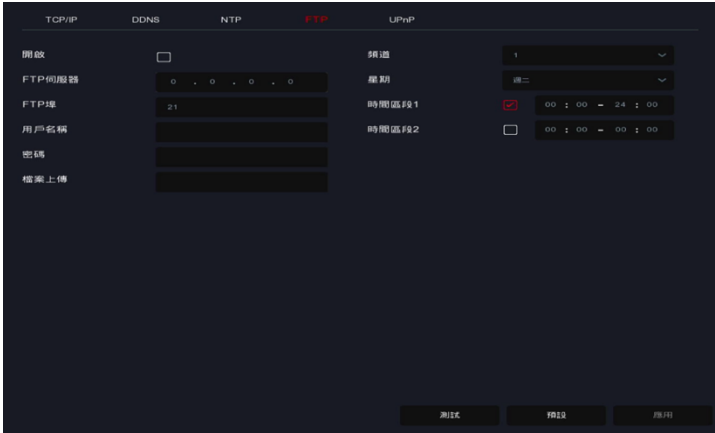 TCP/IP DDNS NTP FTP UPnP
開啟
FTP伺服器 0 . 0 . 0 . 0
FTP埠 21
用戶名稱
密碼
檔案上傳
頻道 1
星期 週二
時間區段1 00 : 00 - 24 : 00
時間區段2 00 : 00 - 00 : 00
測試 預設 應用